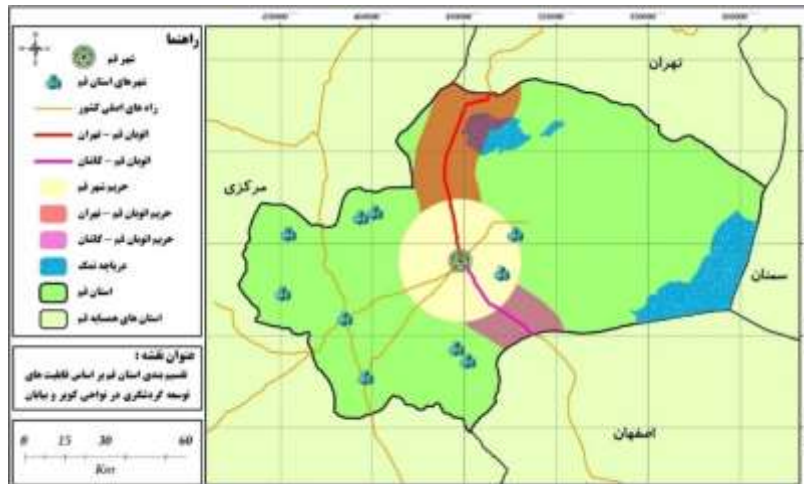 راهنما
شهر قم
شهرهای استان قم
راه های اصلی کشور
اتوبان قم - تهران
اتوبان قم - کاشان
حریم شهر قم
حریم اتوبان قم - تهران
حریم اتوبان قم - کاشان
دریاچه نمک
استان قم
استان های همسایه قم
عنوان نقشه :
تقسیم بندی استان قم بر اساس قابلیت های
توسعه گردشگری در نواحی کویر و بیابان
0 15 30 60
Km
تهران
مرکزی
سمنان
اصفهان